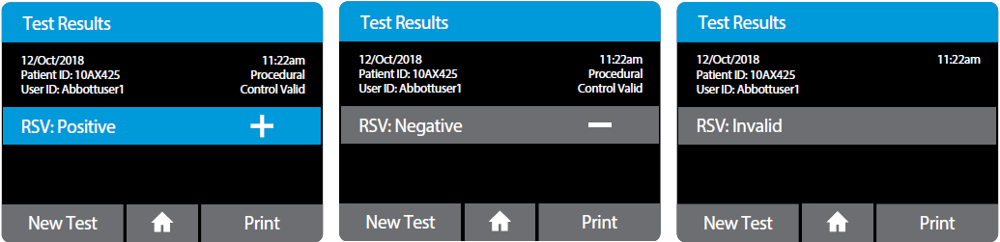 Test Results
12/Oct/2018 11:22am
Patient ID: 10AX425 Procedural
User ID: Abbottuser1 Control Valid
RSV: Positive +
New Test Print
Test Results
12/Oct/2018 11:22am
Patient ID: 10AX425 Procedural
User ID: Abbottuser1 Control Valid
RSV: Negative −
New Test Print
Test Results
12/Oct/2018 11:22am
Patient ID: 10AX425
User ID: Abbottuser1
RSV: Invalid
New Test Print